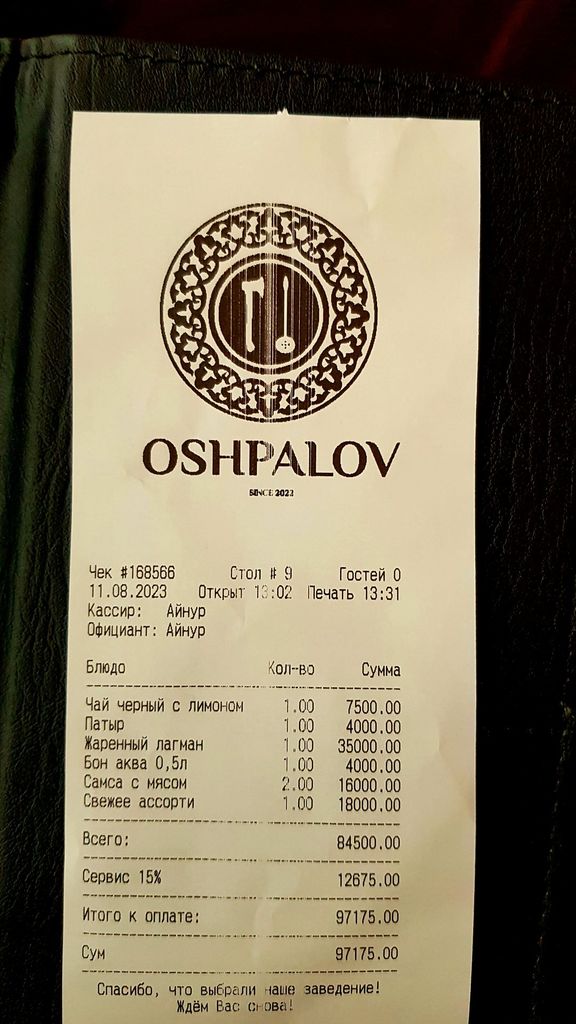 OSHPALOV
SINCE 2022
Чек #168566 Стол # 9 Гостей 0
11.08.2023 Открыт 13:02 Печать 13:31
Кассир: Айнур
Официант: Айнур
Блюдо Кол-во Сумма
Чай черный с лимоном 1.00 7500.00
Патыр 1.00 4000.00
Жаренный лагман 1.00 35000.00
Бон аква 0,5л 1.00 4000.00
Самса с мясом 2.00 16000.00
Свежее ассорти 1.00 18000.00
Всего: 84500.00
Сервис 15% 12675.00
Итого к оплате: 97175.00
Сум 97175.00
Спасибо, что выбрали наше заведение!
Ждём Вас снова!